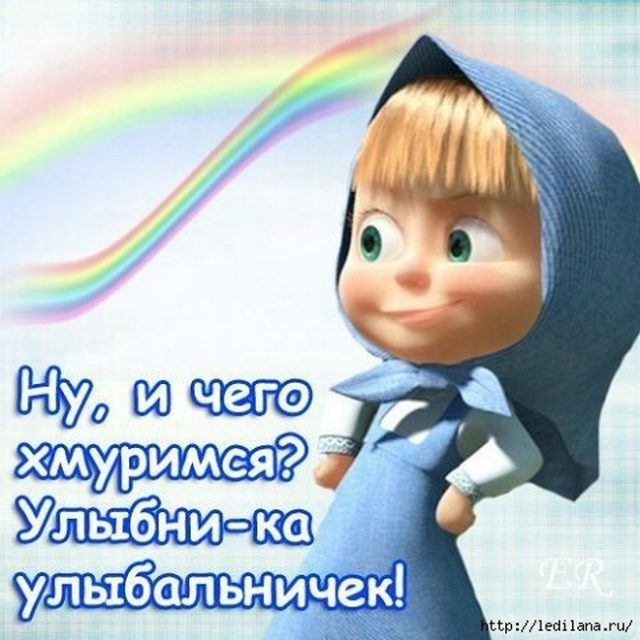 Ну, и чего
хмуримся?
Улыбни-ка
улыбальничек!
ER
http://ledilana.ru/